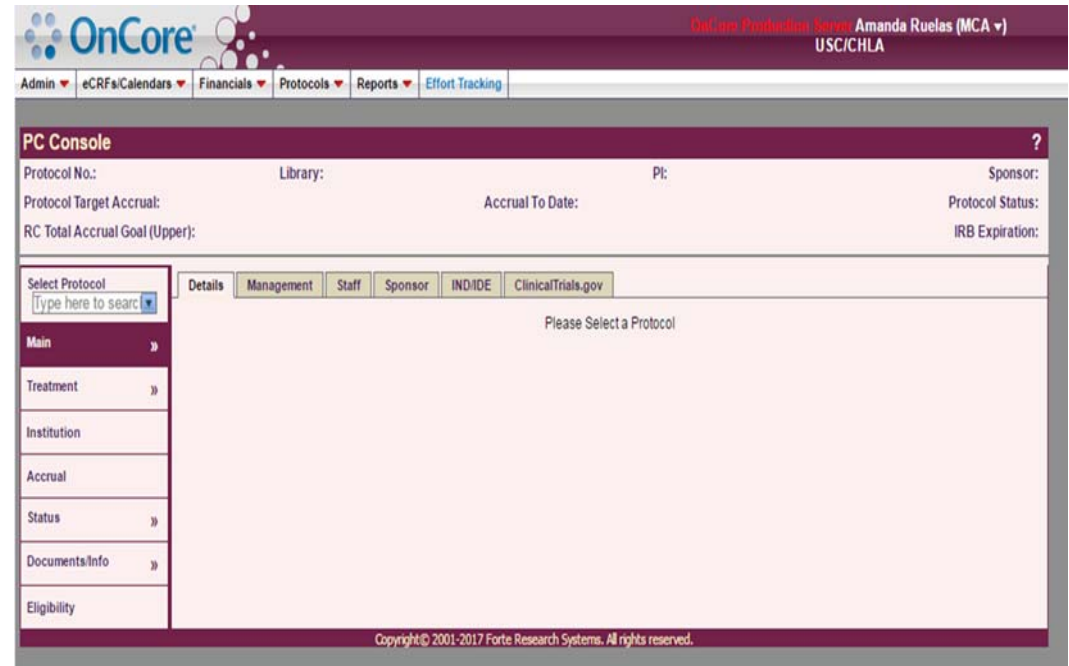 OnCore
OnCore Production Server Amanda Ruelas (MCA ▾)
USC/CHLA
Admin eCRFs/Calendars Financials Protocols Reports Effort Tracking
PC Console ?
Protocol No.: Library: PI: Sponsor:
Protocol Target Accrual: Accrual To Date: Protocol Status:
RC Total Accrual Goal (Upper): IRB Expiration:
Select Protocol
Type here to searc
Details Management Staff Sponsor IND/IDE ClinicalTrials.gov
Please Select a Protocol
Main »
Treatment »
Institution
Accrual
Status »
Documents/Info »
Eligibility
Copyright© 2001-2017 Forte Research Systems. All rights reserved.